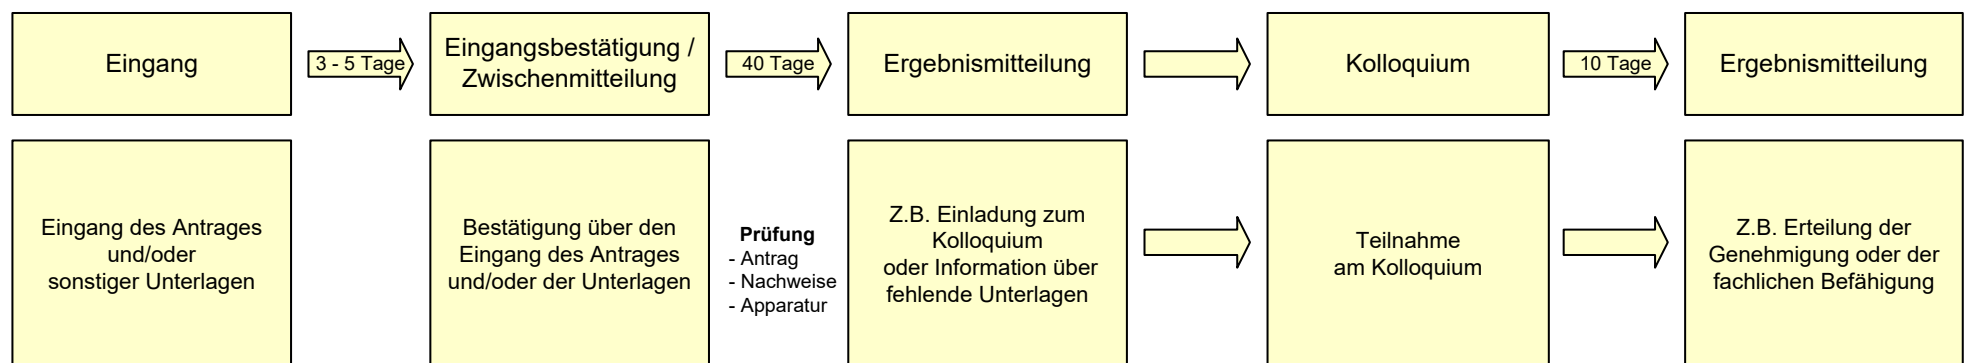 Eingang
3 - 5 Tage
Eingangsbestätigung /
Zwischenmitteilung
40 Tage
Ergebnismitteilung
Kolloquium
10 Tage
Ergebnismitteilung
Eingang des Antrages
und/oder
sonstiger Unterlagen
Bestätigung über den
Eingang des Antrages
und/oder der Unterlagen
Prüfung
- Antrag
- Nachweise
- Apparatur
Z.B. Einladung zum
Kolloquium
oder Information über
fehlende Unterlagen
Teilnahme
am Kolloquium
Z.B. Erteilung der
Genehmigung oder der
fachlichen Befähigung